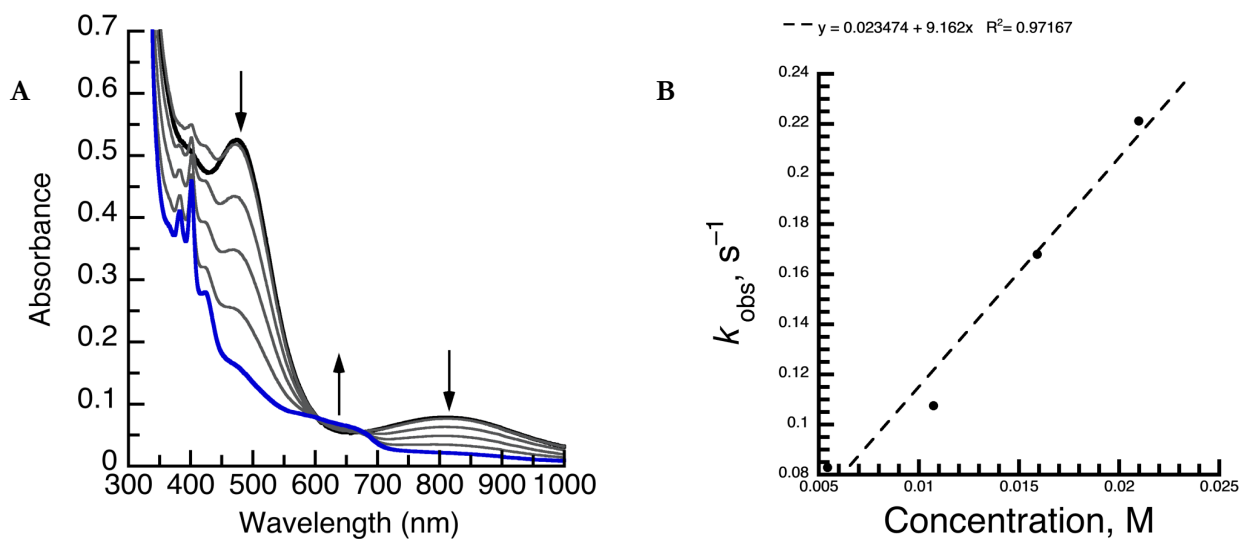 A
0.7
0.6
0.5
0.4
0.3
0.2
0.1
0
Absorbance
300 400 500 600 700 800 900 1000
Wavelength (nm)
B
y = 0.023474 + 9.162x R²= 0.97167
0.24
0.22
0.2
0.18
0.16
0.14
0.12
0.1
0.08
k obs, s⁻¹
0.005 0.01 0.015 0.02 0.025
Concentration, M